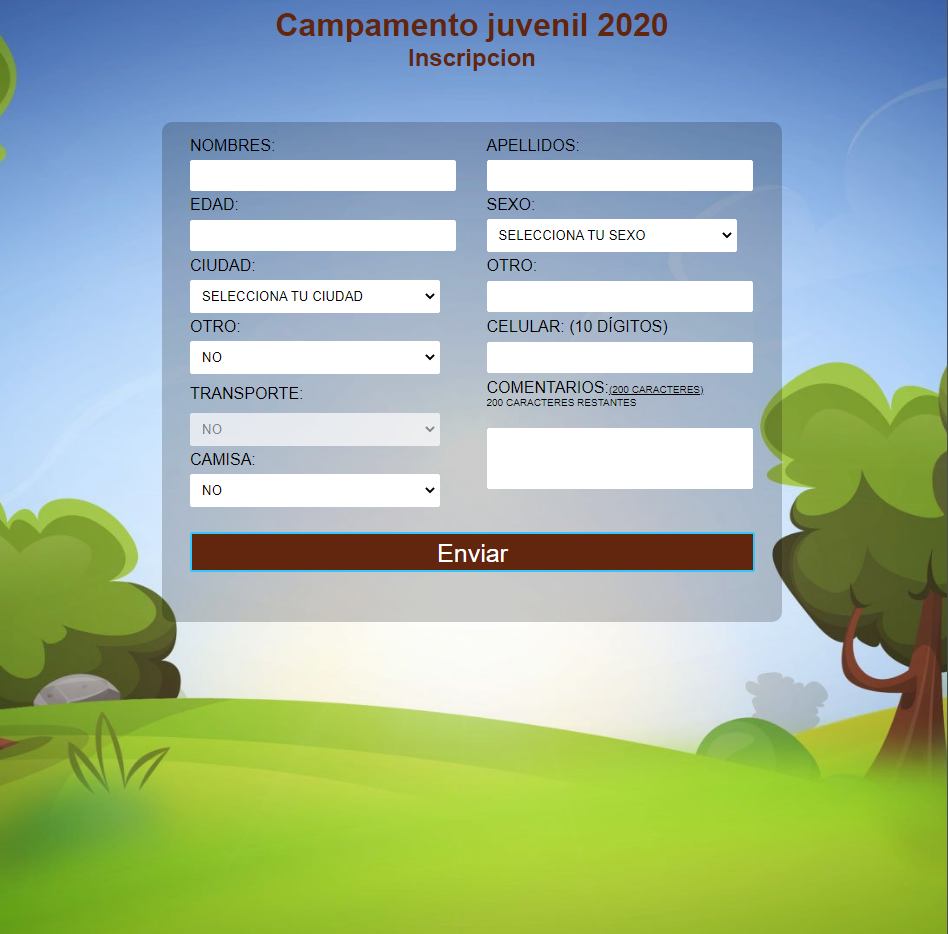 Campamento juvenil 2020
Inscripcion
NOMBRES:
APELLIDOS:
EDAD:
SEXO:
SELECCIONA TU SEXO
CIUDAD:
SELECCIONA TU CIUDAD
OTRO:
OTRO:
NO
CELULAR: (10 DÍGITOS)
TRANSPORTE:
NO
COMENTARIOS:(200 CARACTERES)
200 CARACTERES RESTANTES
CAMISA:
NO
Enviar